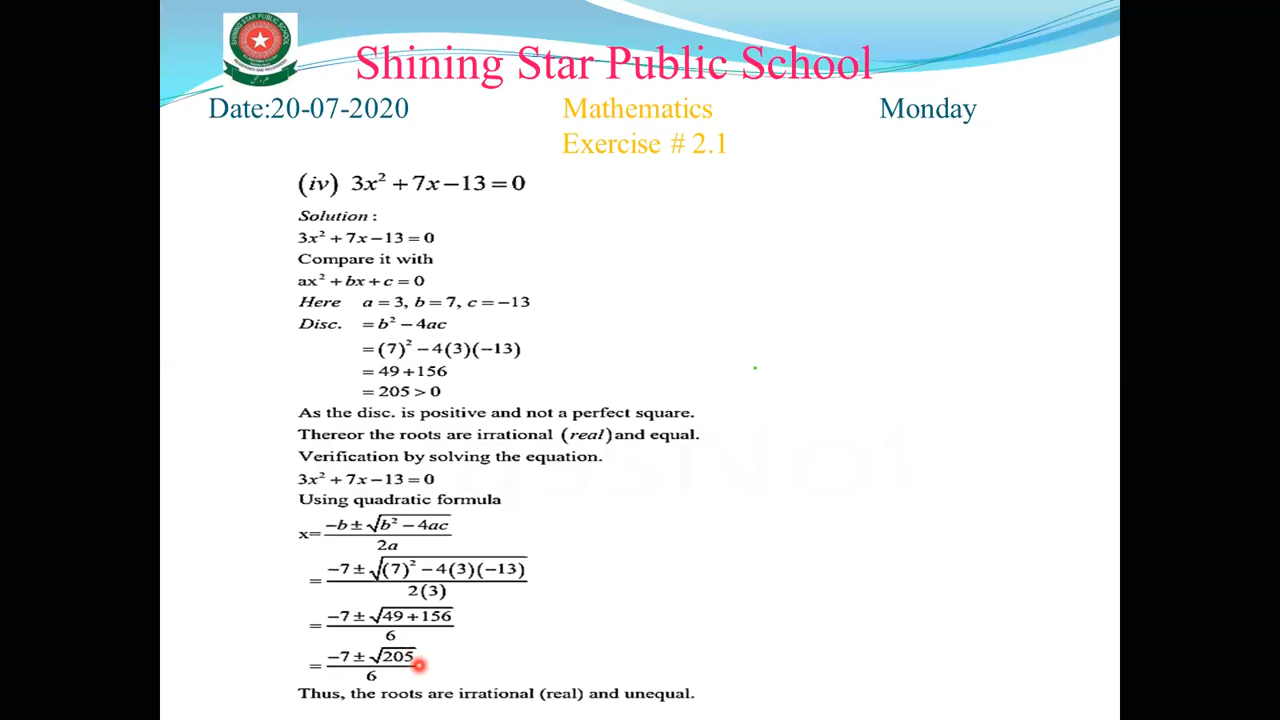 SHINING STAR PUBLIC SCHOOL
Shining Star Public School
Date:20-07-2020 Mathematics Monday
Exercise # 2.1
(iv) 3x² + 7x − 13 = 0
Solution :
3x² + 7x − 13 = 0
Compare it with
ax² + bx + c = 0
Here a = 3, b = 7, c = −13
Disc. = b² − 4ac
= (7)² − 4(3)(−13)
= 49 + 156
= 205 > 0
As the disc. is positive and not a perfect square.
Thereor the roots are irrational (real) and equal.
Verification by solving the equation.
3x² + 7x − 13 = 0
Using quadratic formula
x= (−b ± √(b² − 4ac)) / 2a
= (−7 ± √((7)² − 4(3)(−13))) / 2(3)
= (−7 ± √(49 + 156)) / 6
= (−7 ± √205) / 6
Thus, the roots are irrational (real) and unequal.